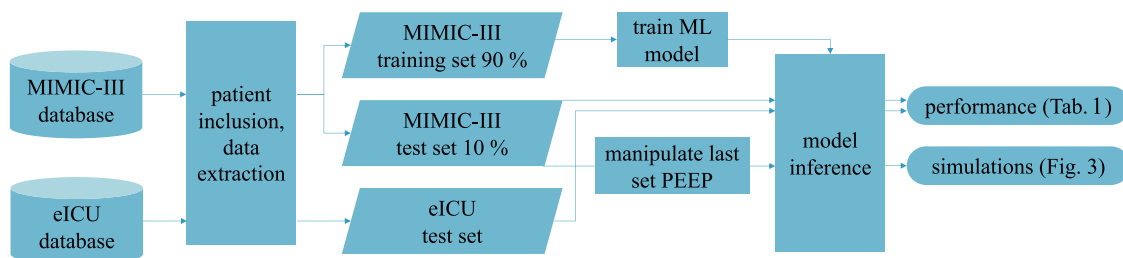 MIMIC-III
database
eICU
database
patient
inclusion,
data
extraction
MIMIC-III
training set 90 %
MIMIC-III
test set 10 %
eICU
test set
train ML
model
manipulate last
set PEEP
model
inference
performance (Tab. 1)
simulations (Fig. 3)